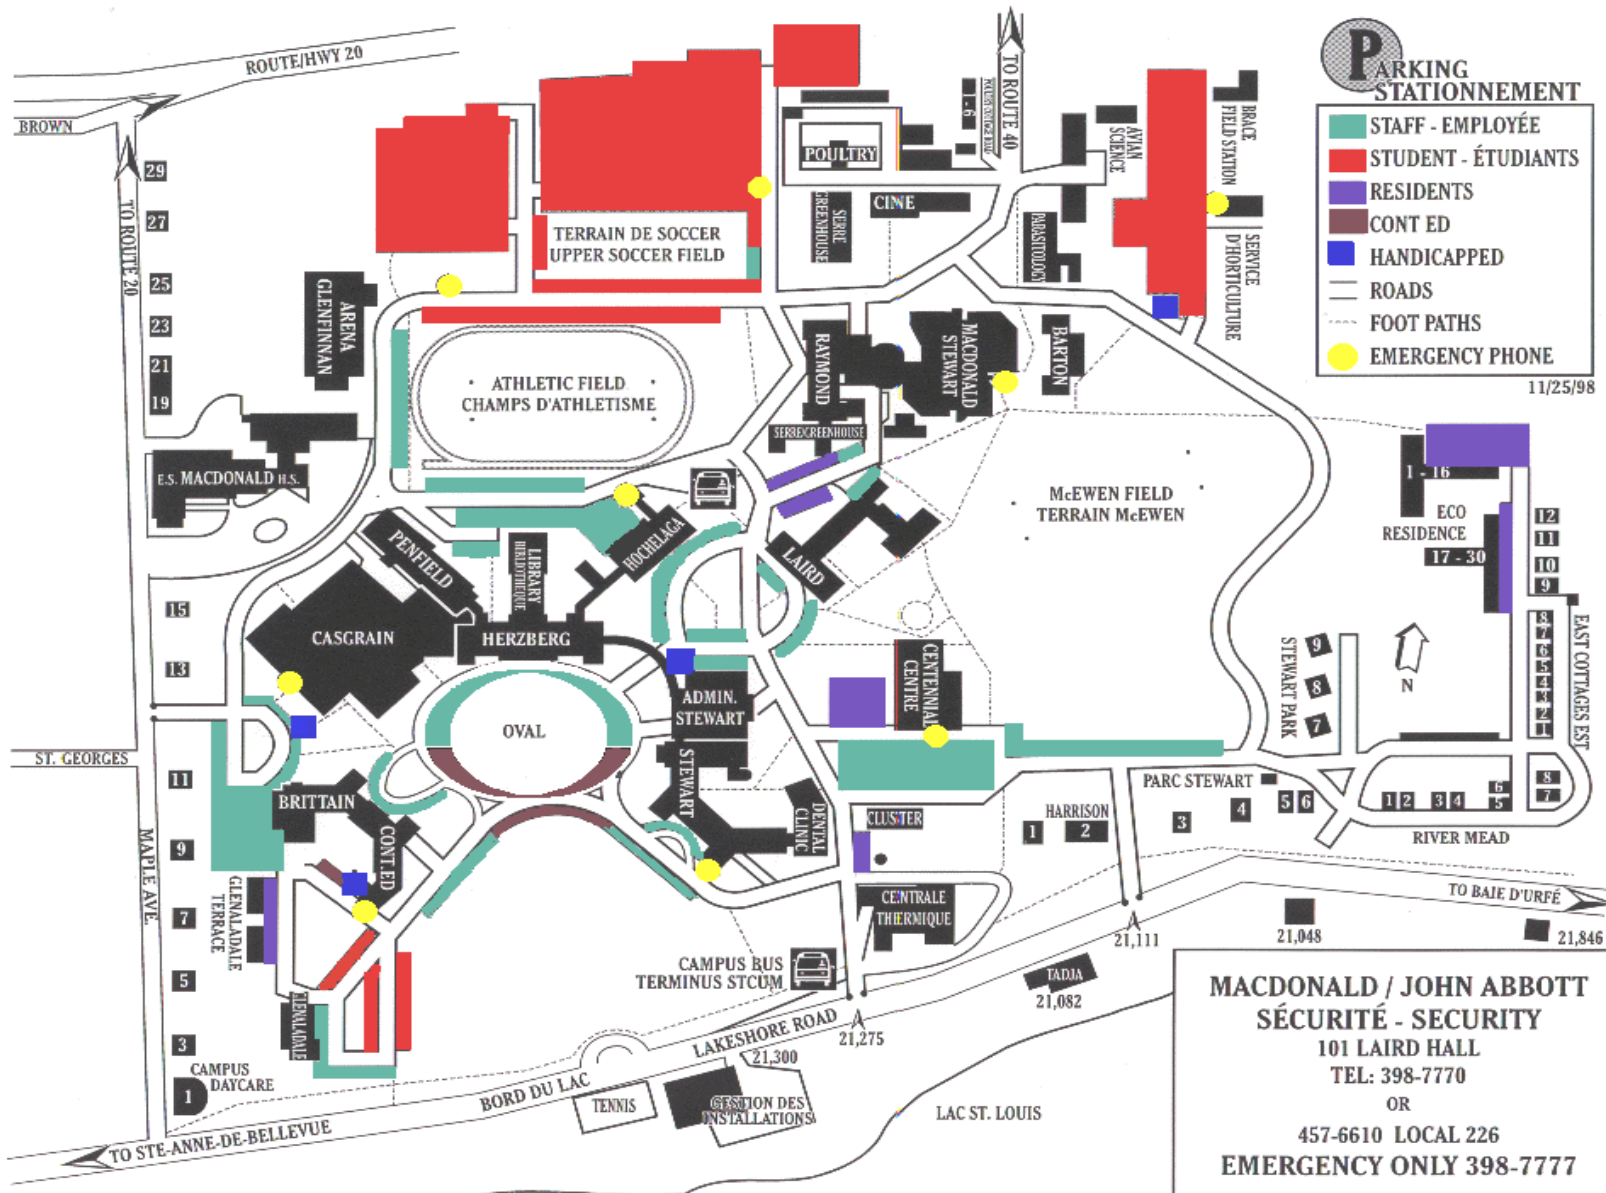 ROUTE/HWY 20
BROWN
TO ROUTE 20
29
27
25
23
21
19
ARENA
GLENFINNAN
TERRAIN DE SOCCER
UPPER SOCCER FIELD
ATHLETIC FIELD
CHAMPS D'ATHLETISME
POULTRY
SERRE
GREENHOUSE
CINE
1 - 6
TO ROUTE 40
AVIAN
SCIENCE
PARASITOLOGY
BRACE
FIELD STATION
SERVICE
D'HORTICULTURE
PARKING
STATIONNEMENT
STAFF - EMPLOYÉE
STUDENT - ÉTUDIANTS
RESIDENTS
CONT ED
HANDICAPPED
ROADS
FOOT PATHS
EMERGENCY PHONE
11/25/98
RAYMOND
MACDONALD
STEWART
BARTON
SERRE/GREENHOUSE
E.S. MACDONALD H.S.
PENFIELD
LIBRARY
BIBLIOTHEQUE
HOCHELAGA
LAIRD
McEWEN FIELD
TERRAIN McEWEN
1 - 16
ECO
RESIDENCE
17 - 30
12
11
10
9
8
7
6
5
4
3
2
1
EAST COTTAGES EST
15
13
CASGRAIN
HERZBERG
OVAL
ADMIN.
STEWART
CENTENNIAL
CENTRE
STEWART PARK
9
8
7
N
ST. GEORGES
11
9
7
5
3
MAPLE AVE.
BRITTAIN
CONT.ED
STEWART
DENTAL
CLINIC
CLUSTER
HARRISON
1
2
PARC STEWART
3
4
5 6
1 2
3 4
6
5
8
7
RIVER MEAD
GLENALADALE
TERRACE
GLENALADALE
CENTRALE
THERMIQUE
CAMPUS BUS
TERMINUS STCUM
21,111
TO BAIE D'URFÉ
21,048
21,846
TADJA
21,082
LAKESHORE ROAD
21,275
21,300
CAMPUS
DAYCARE
1
BORD DU LAC
TENNIS
GESTION DES
INSTALLATIONS
LAC ST. LOUIS
TO STE-ANNE-DE-BELLEVUE
MACDONALD / JOHN ABBOTT
SÉCURITÉ - SECURITY
101 LAIRD HALL
TEL: 398-7770
OR
457-6610 LOCAL 226
EMERGENCY ONLY 398-7777